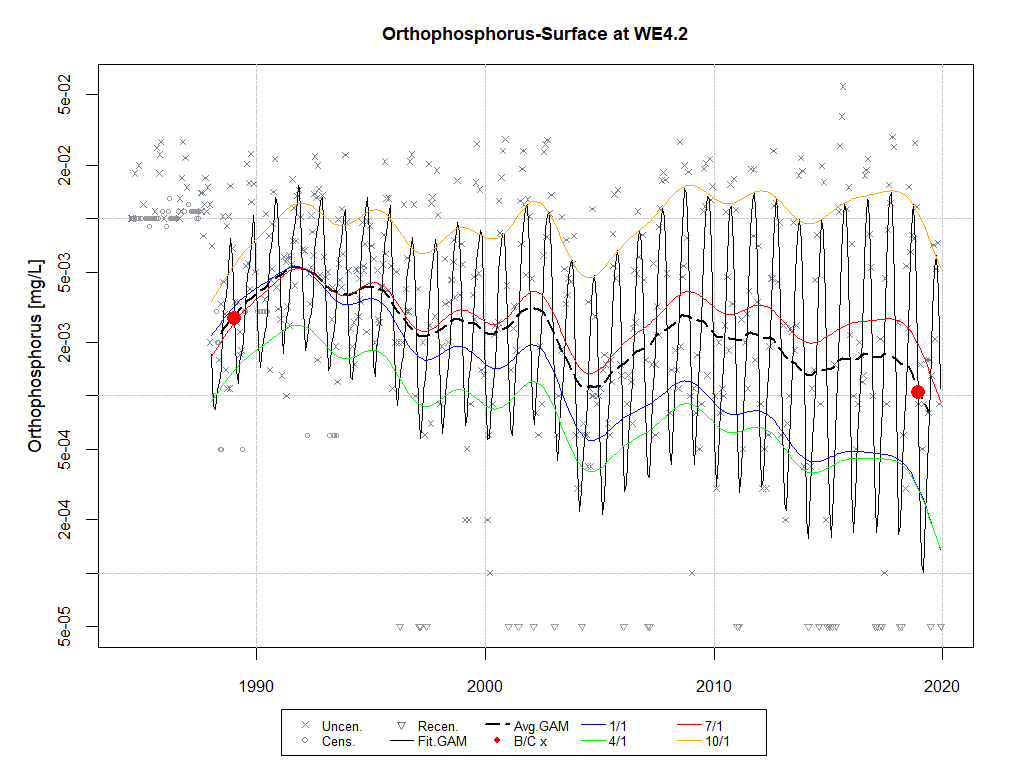 Orthophosphorus-Surface at WE4.2
Orthophosphorus [mg/L]
5e-02
2e-02
5e-03
2e-03
5e-04
2e-04
5e-05
1990 2000 2010 2020
Uncen. Recen. Avg.GAM 1/1 7/1
Cens. Fit.GAM B/C x 4/1 10/1